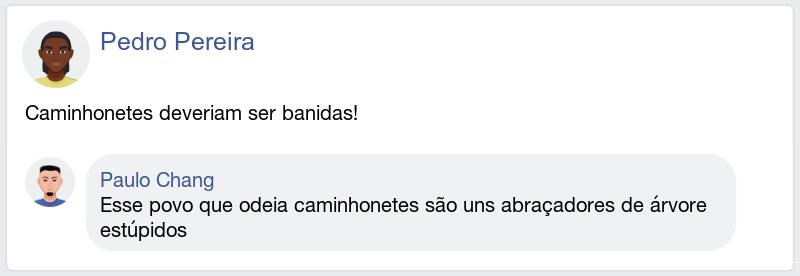 Pedro Pereira
Caminhonetes deveriam ser banidas!
Paulo Chang
Esse povo que odeia caminhonetes são uns abraçadores de árvore
estúpidos